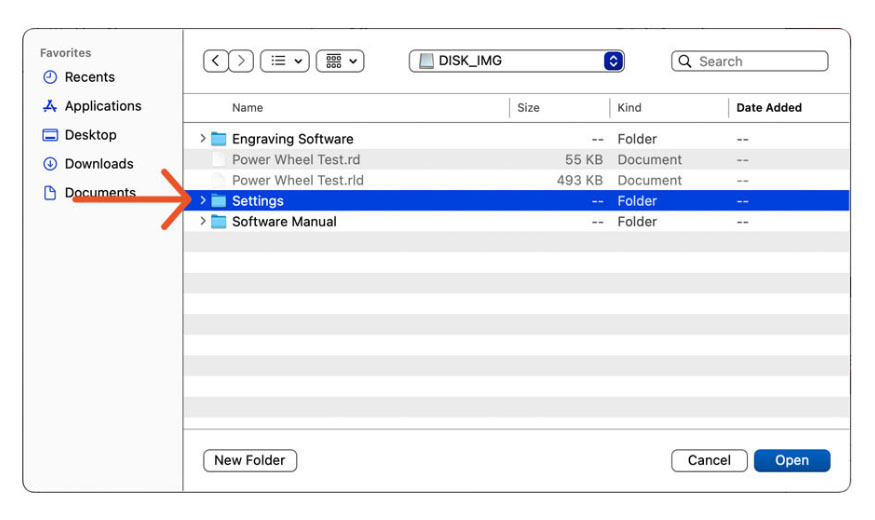 Favorites
Recents
Applications
Desktop
Downloads
Documents
DISK_IMG
Search
Name Size Kind Date Added
Engraving Software -- Folder --
Power Wheel Test.rd 55 KB Document --
Power Wheel Test.rld 493 KB Document --
Settings -- Folder --
Software Manual -- Folder --
New Folder Cancel Open